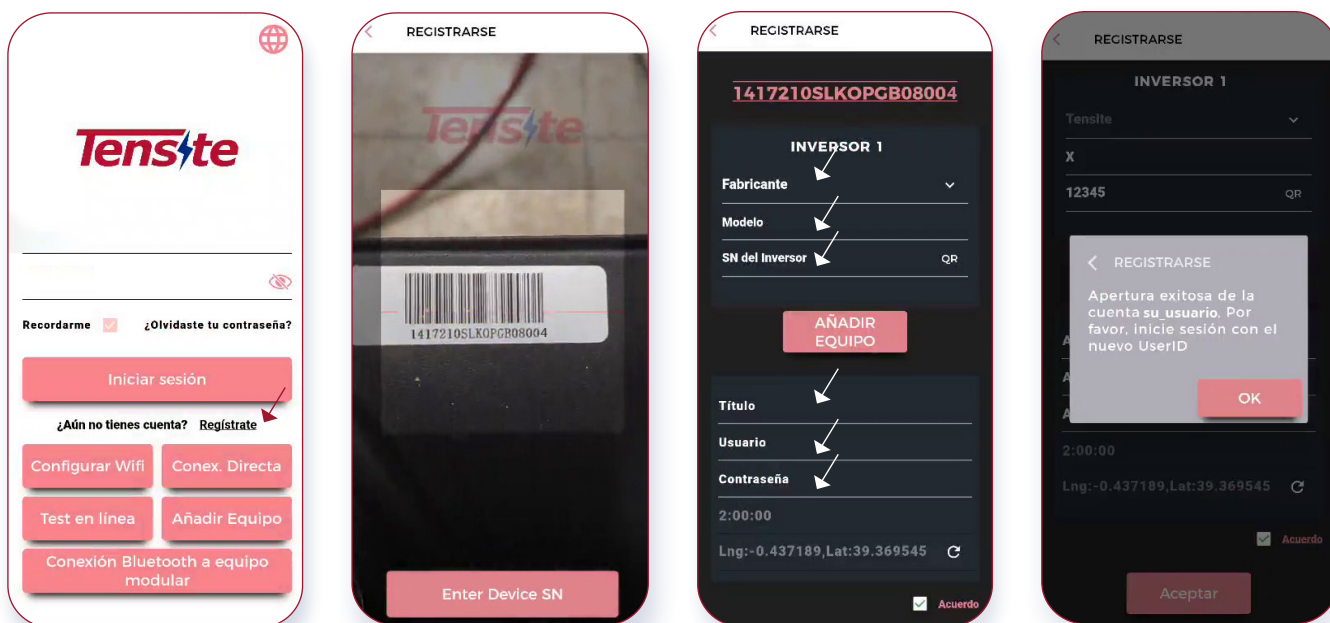 Tensite
Recordarme
¿Olvidaste tu contraseña?
Iniciar sesión
¿Aún no tienes cuenta? Regístrate
Configurar Wifi
Conex. Directa
Test en línea
Añadir Equipo
Conexión Bluetooth a equipo
modular
REGISTRARSE
Tensite
1417210SLKOPGB08004
Enter Device SN
REGISTRARSE
1417210SLKOPGB08004
INVERSOR 1
Fabricante
Modelo
SN del Inversor QR
AÑADIR
EQUIPO
Título
Usuario
Contraseña
2:00:00
Lng:-0.437189,Lat:39.369545
Acuerdo
REGISTRARSE
INVERSOR 1
Tensite
X
12345 QR
REGISTRARSE
Apertura exitosa de la
cuenta su_usuario. Por
favor, inicie sesión con el
nuevo UserID
OK
A
A
A
2:00:00
Lng:-0.437189,Lat:39.369545
Acuerdo
Aceptar